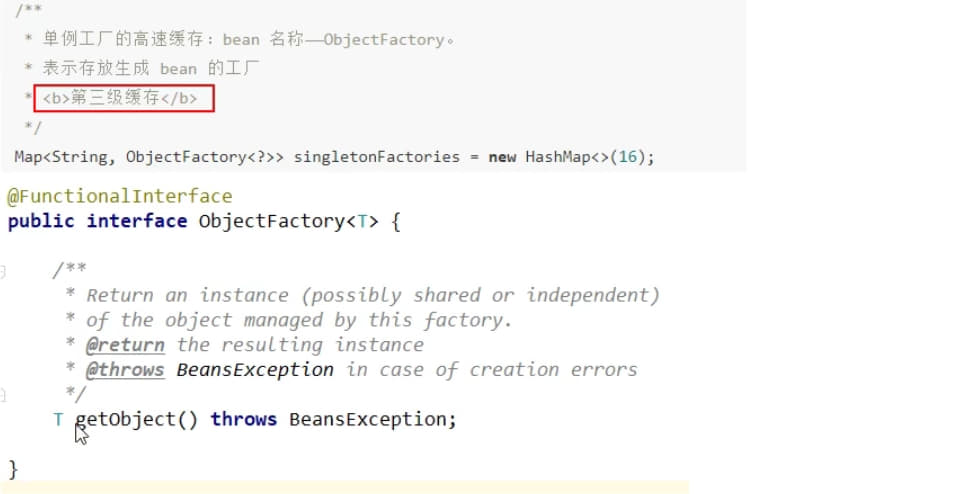 /**
 * 单例工厂的高速缓存：bean 名称——ObjectFactory。
 * 表示存放生成 bean 的工厂
 * <b>第三级缓存</b>
 */
Map<String, ObjectFactory<?>> singletonFactories = new HashMap<>(16);
@FunctionalInterface
public interface ObjectFactory<T> {
    /**
     * Return an instance (possibly shared or independent)
     * of the object managed by this factory.
     * @return the resulting instance
     * @throws BeansException in case of creation errors
     */
    T getObject() throws BeansException;
}